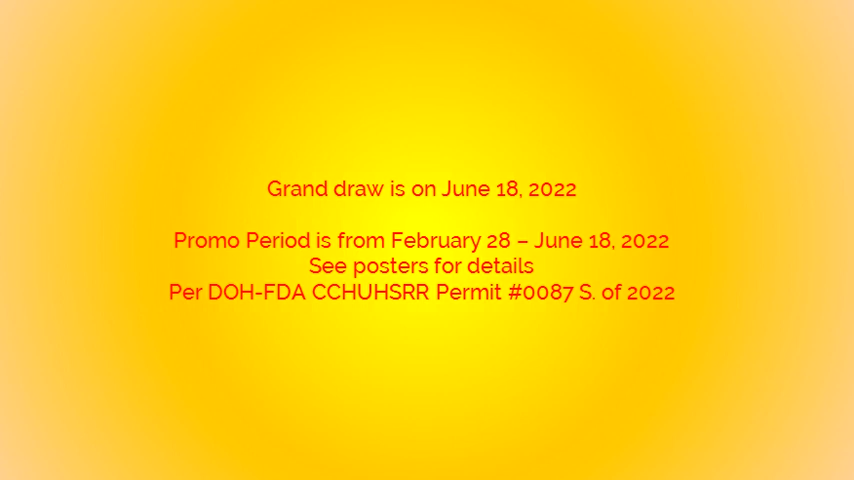 Grand draw is on June 18, 2022
Promo Period is from February 28 – June 18, 2022
See posters for details
Per DOH-FDA CCHUHSRR Permit #0087 S. of 2022